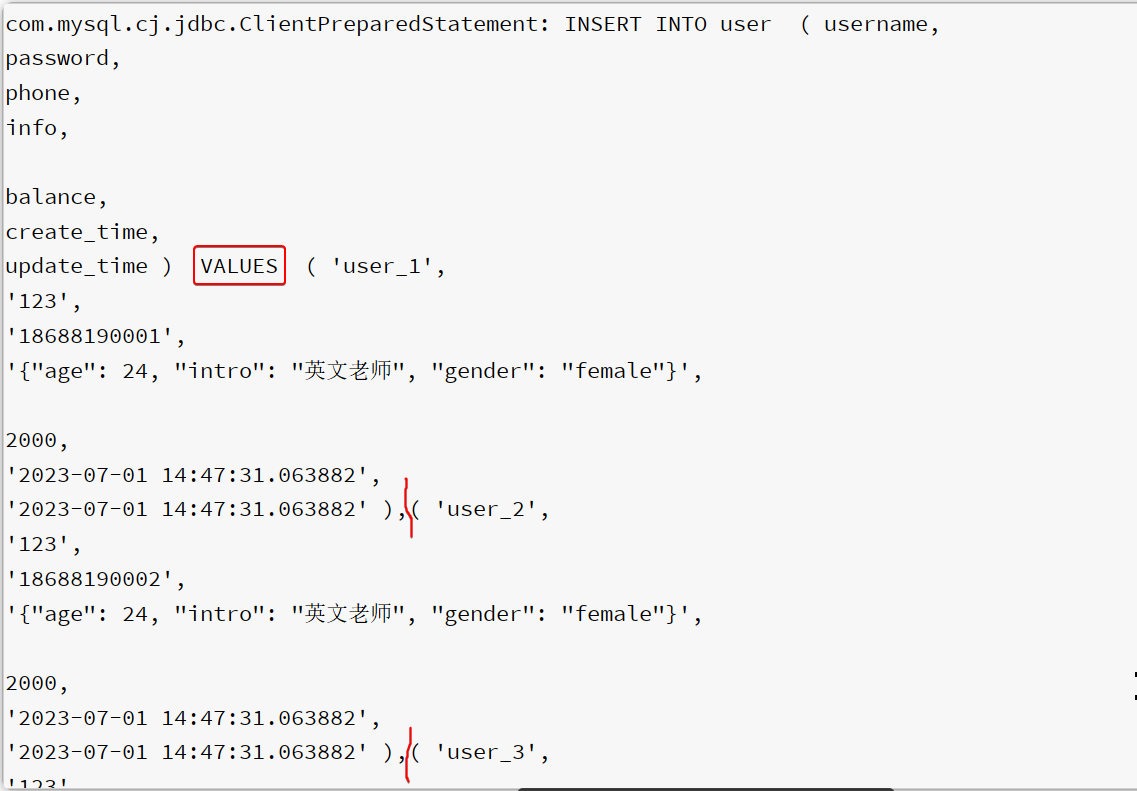 com.mysql.cj.jdbc.ClientPreparedStatement: INSERT INTO user  ( username,
password,
phone,
info,
balance,
create_time,
update_time )  VALUES  ( 'user_1',
'123',
'18688190001',
'{"age": 24, "intro": "英文老师", "gender": "female"}',
2000,
'2023-07-01 14:47:31.063882',
'2023-07-01 14:47:31.063882' ),( 'user_2',
'123',
'18688190002',
'{"age": 24, "intro": "英文老师", "gender": "female"}',
2000,
'2023-07-01 14:47:31.063882',
'2023-07-01 14:47:31.063882' ),( 'user_3',
'123'